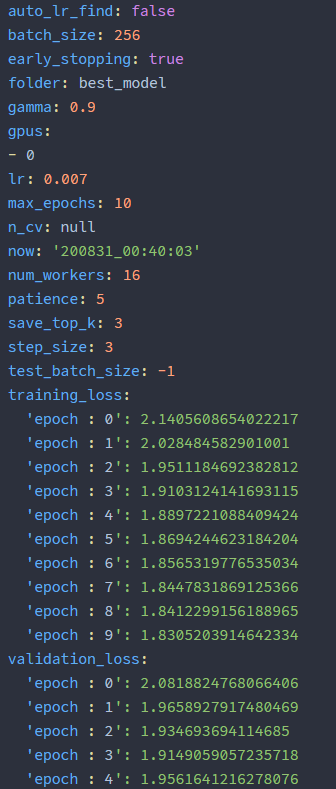 auto_lr_find: false
batch_size: 256
early_stopping: true
folder: best_model
gamma: 0.9
gpus:
- 0
lr: 0.007
max_epochs: 10
n_cv: null
now: '200831_00:40:03'
num_workers: 16
patience: 5
save_top_k: 3
step_size: 3
test_batch_size: -1
training_loss:
  'epoch : 0': 2.1405608654022217
  'epoch : 1': 2.028484582901001
  'epoch : 2': 1.9511184692382812
  'epoch : 3': 1.9103124141693115
  'epoch : 4': 1.8897221088409424
  'epoch : 5': 1.8694244623184204
  'epoch : 6': 1.8565319776535034
  'epoch : 7': 1.8447831869125366
  'epoch : 8': 1.8412299156188965
  'epoch : 9': 1.8305203914642334
validation_loss:
  'epoch : 0': 2.0818824768066406
  'epoch : 1': 1.9658927917480469
  'epoch : 2': 1.934693694114685
  'epoch : 3': 1.9149059057235718
  'epoch : 4': 1.9561641216278076